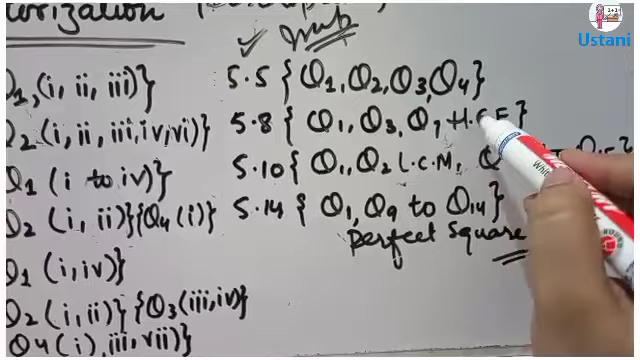 orization
Imp
Ustani
Q1,(i, ii, iii)}
Q2(i, ii, iii, iv, vi)}
Q1(i to iv)}
Q2(i, ii)}{Q4(i)}
Q1(i,iv)}
Q2(i,ii)}{Q3(iii,iv)}
Q4(i), iii, vii)}
5.5 {Q1, Q2, Q3, Q4}
5.8 {Q1, Q3, Q, H.C.F}
5.10 {Q1, Q2 L.C.M, Q
5.14 {Q1, Q9 to Q14}
Perfect Square